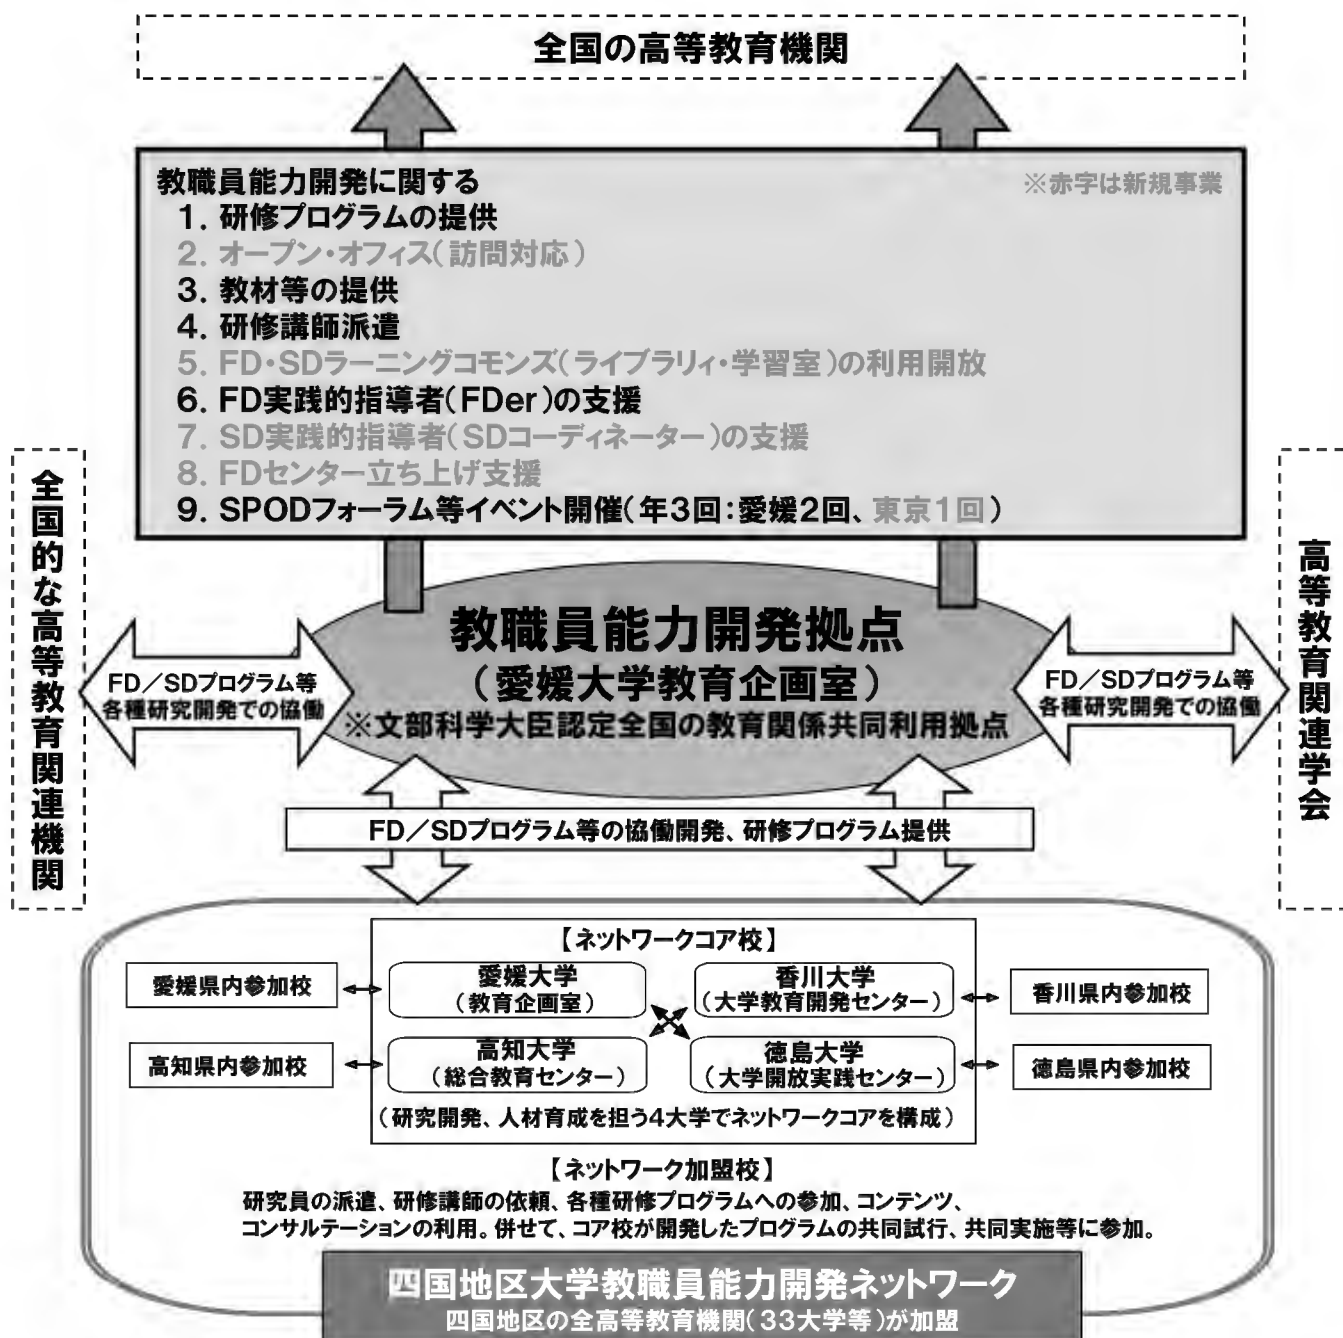 全国の高等教育機関
教職員能力開発に関する
※赤字は新規事業
1. 研修プログラムの提供
2. オープン・オフィス(訪問対応)
3. 教材等の提供
4. 研修講師派遣
5. FD・SDラーニングコモンズ(ライブラリィ・学習室)の利用開放
6. FD実践的指導者(FDer)の支援
7. SD実践的指導者(SDコーディネーター)の支援
8. FDセンター立ち上げ支援
9. SPODフォーラム等イベント開催(年3回:愛媛2回、東京1回)
全国的な高等教育関連機関
高等教育関連学会
教職員能力開発拠点
(愛媛大学教育企画室)
※文部科学大臣認定全国の教育関係共同利用拠点
FD/SDプログラム等
各種研究開発での協働
FD/SDプログラム等
各種研究開発での協働
FD/SDプログラム等の協働開発、研修プログラム提供
【ネットワークコア校】
愛媛県内参加校
愛媛大学
(教育企画室)
香川大学
(大学教育開発センター)
香川県内参加校
高知県内参加校
高知大学
(総合教育センター)
徳島大学
(大学開放実践センター)
徳島県内参加校
(研究開発、人材育成を担う4大学でネットワークコアを構成)
【ネットワーク加盟校】
研究員の派遣、研修講師の依頼、各種研修プログラムへの参加、コンテンツ、
コンサルテーションの利用。併せて、コア校が開発したプログラムの共同試行、共同実施等に参加。
四国地区大学教職員能力開発ネットワーク
四国地区の全高等教育機関(33大学等)が加盟